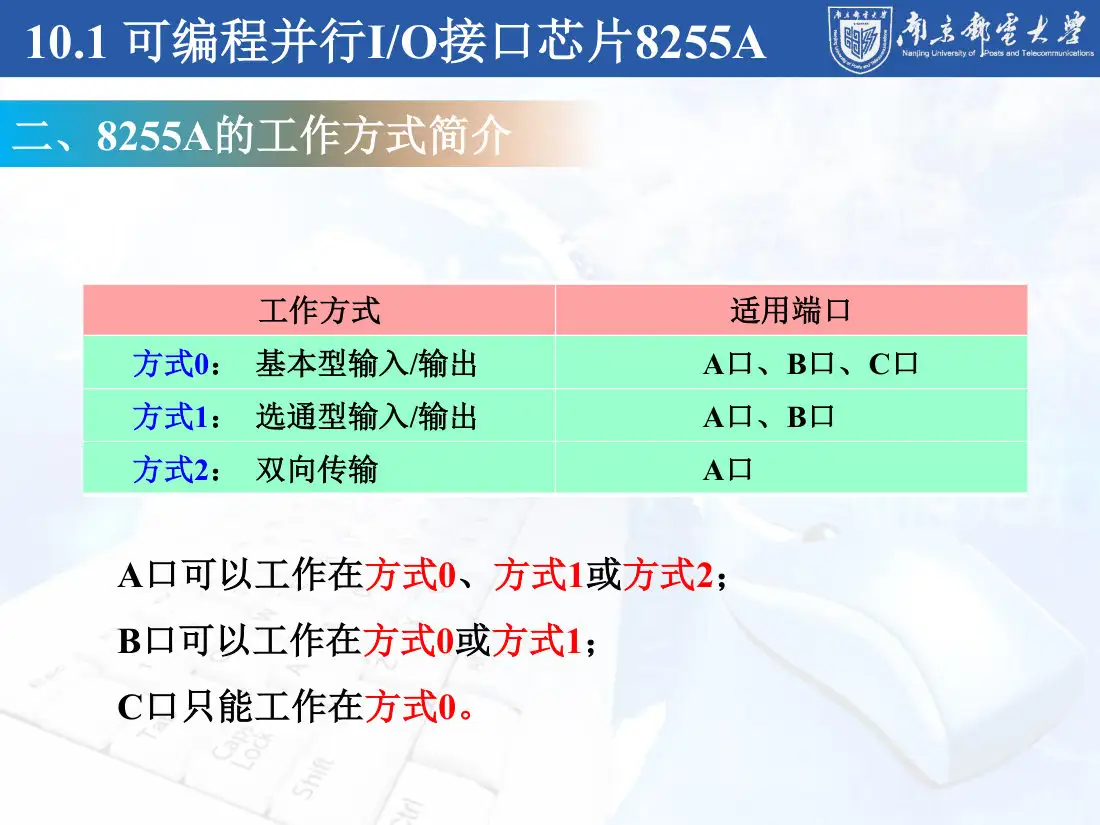 10.1 可编程并行I/O接口芯片8255A
南京邮电大学
Nanjing University of Posts and Telecommunications
二、8255A的工作方式简介
工作方式 适用端口
方式0： 基本型输入/输出 A口、B口、C口
方式1： 选通型输入/输出 A口、B口
方式2： 双向传输 A口
A口可以工作在方式0、方式1或方式2；
B口可以工作在方式0或方式1；
C口只能工作在方式0。
Caps
Lock
Shift